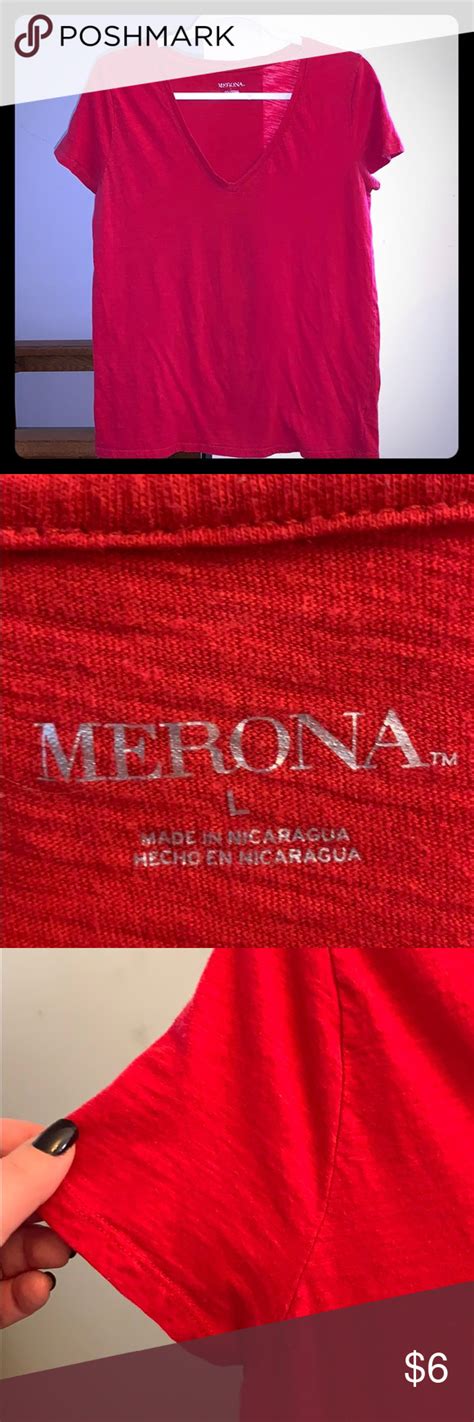 POSHMARK
MERONA
MERONA™
L
MADE IN NICARAGUA
HECHO EN NICARAGUA
$6